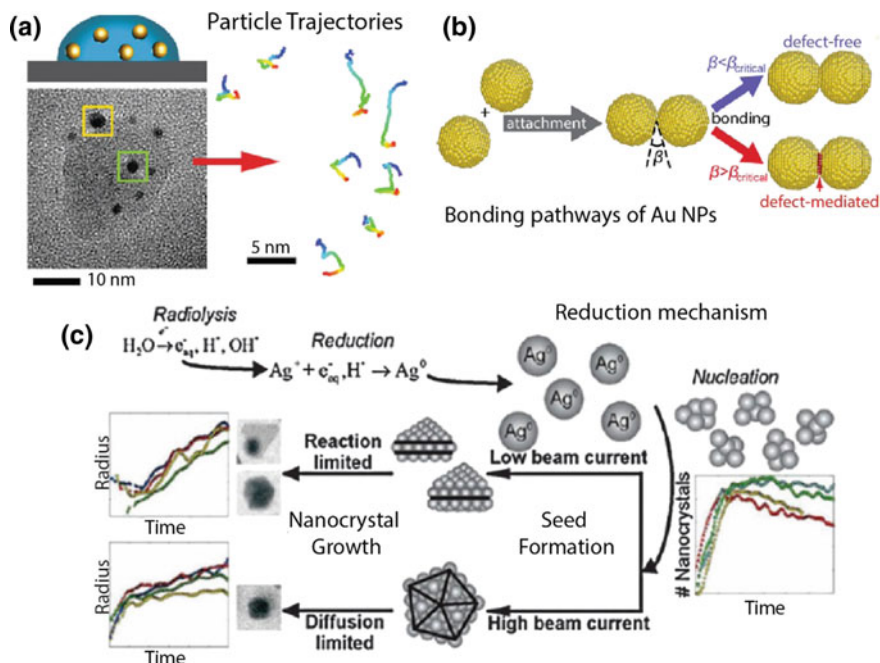 (a)
Particle Trajectories
5 nm
10 nm
(b)
attachment
β
β<βcritical
bonding
β>βcritical
defect-free
defect-mediated
Bonding pathways of Au NPs
(c)
Radiolysis
e⁻
H₂O → e⁻aq, H•, OH•
Reduction
Ag⁺ + e⁻aq, H• → Ag⁰
Reduction mechanism
Ag⁰
Ag⁰
Ag⁰
Ag⁰
Ag⁰
Nucleation
# Nanocrystals
Time
Low beam current
Seed
Formation
High beam current
Reaction
limited
Nanocrystal
Growth
Diffusion
limited
Radius
Time
Radius
Time